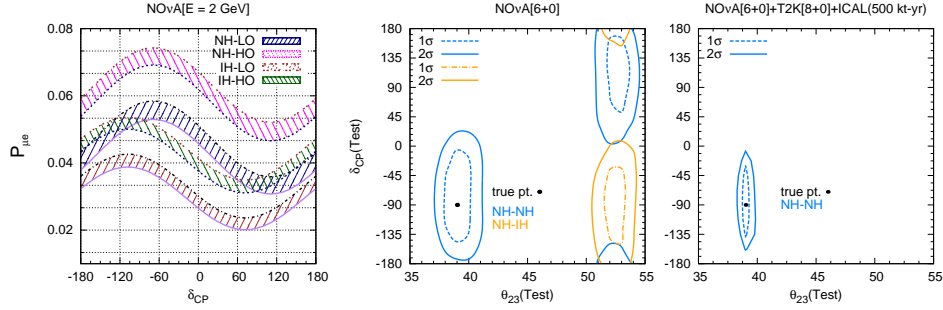 NOνA[E = 2 GeV]
NH-LO
NH-HO
IH-LO
IH-HO
0.08
0.06
0.04
0.02
Pμe
-180 -120 -60 0 60 120 180
δCP
NOνA[6+0]
1σ
2σ
1σ
2σ
180
135
90
45
0
-45
-90
-135
-180
δCP(Test)
true pt.
NH-NH
NH-IH
35 40 45 50 55
θ23(Test)
NOνA[6+0]+T2K[8+0]+ICAL(500 kt-yr)
1σ
2σ
180
135
90
45
0
-45
-90
-135
-180
true pt.
NH-NH
35 40 45 50 55
θ23(Test)